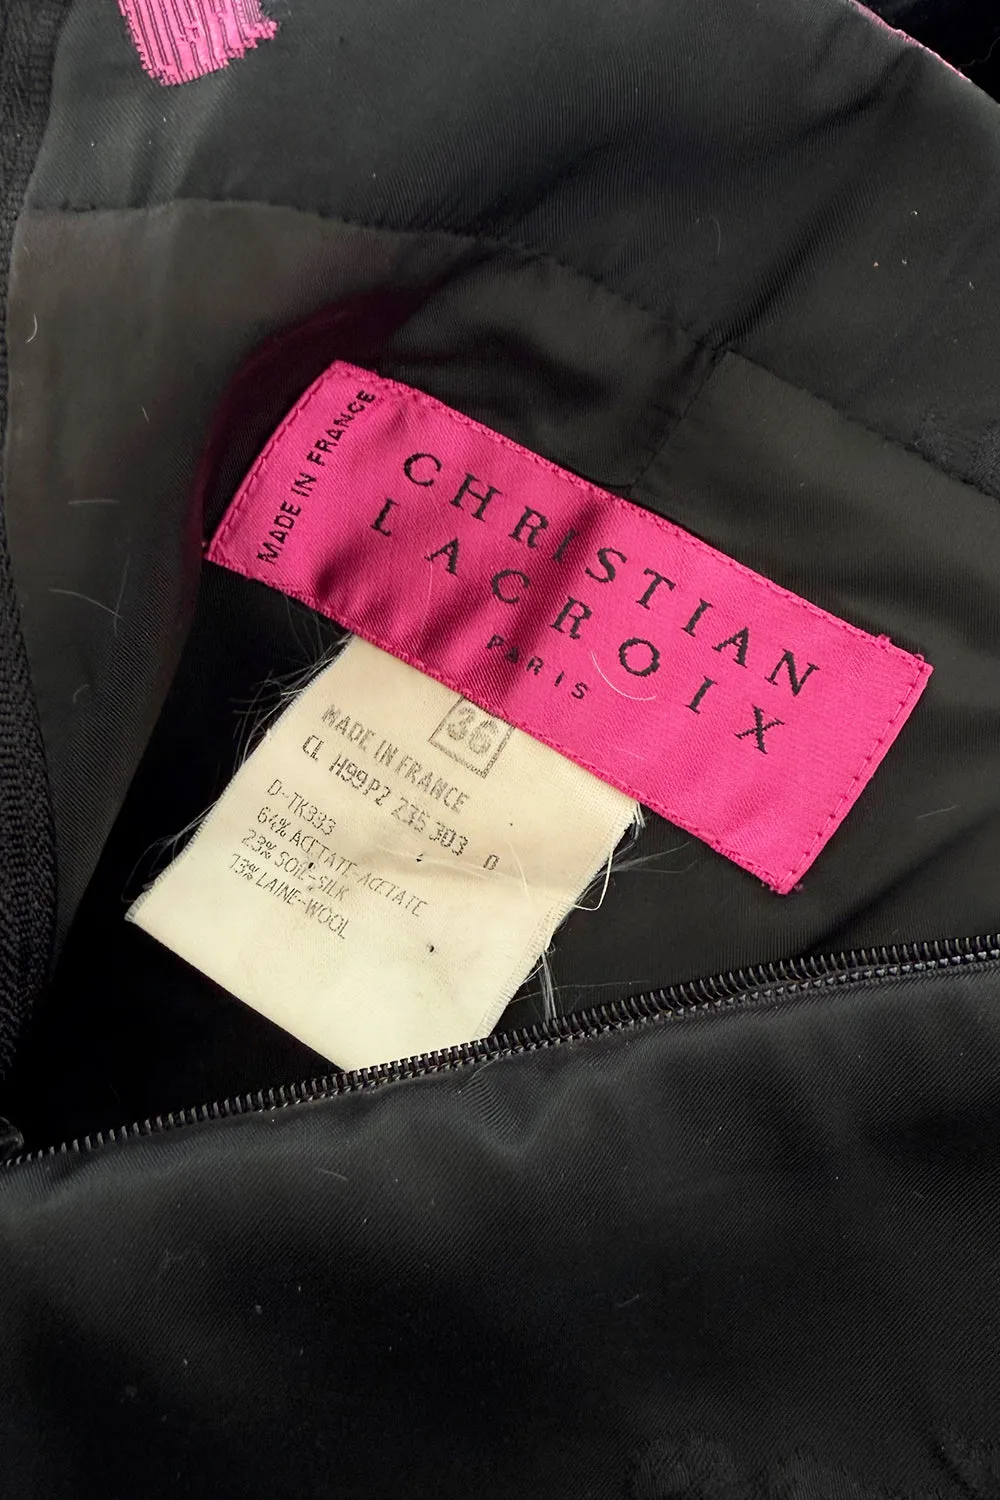 MADE IN FRANCE
CHRISTIAN
LACROIX
PARIS
36
MADE IN FRANCE
CL H99P2 235 303 0
D-TK333
64% ACETATE-ACETATE
23% SOIE-SILK
13% LAINE-WOOL